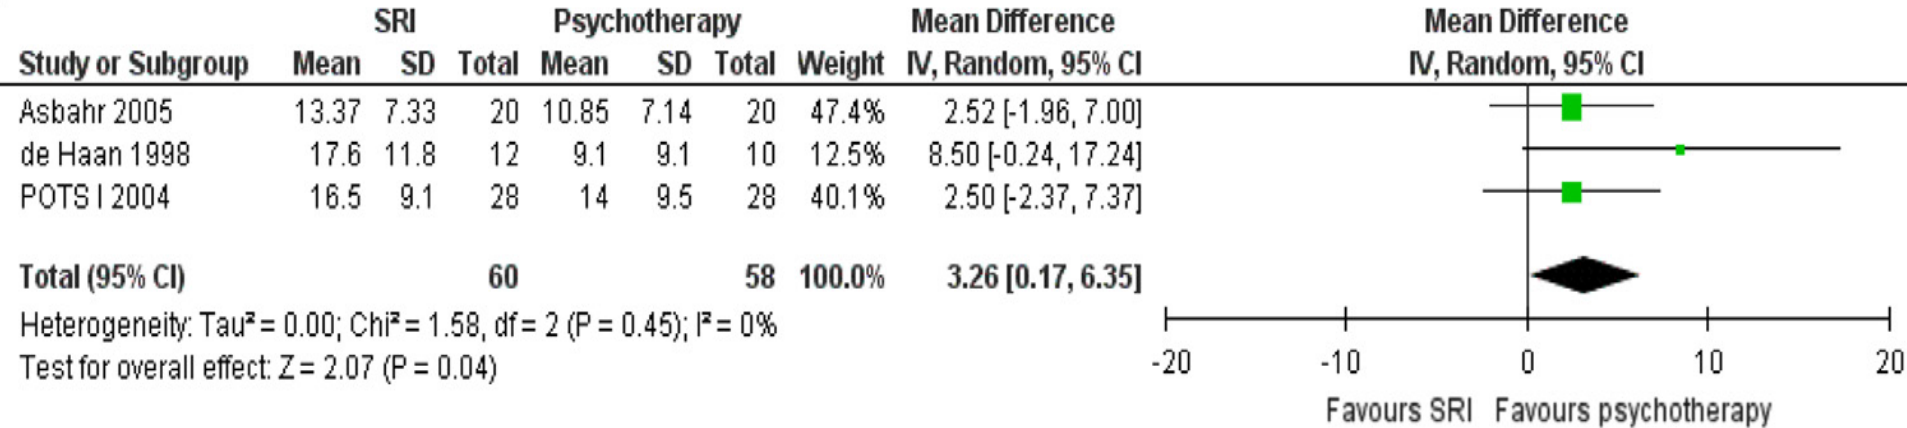 SRI Psychotherapy Mean Difference Mean Difference
Study or Subgroup Mean SD Total Mean SD Total Weight IV, Random, 95% CI IV, Random, 95% CI
Asbahr 2005 13.37 7.33 20 10.85 7.14 20 47.4% 2.52 [-1.96, 7.00]
de Haan 1998 17.6 11.8 12 9.1 9.1 10 12.5% 8.50 [-0.24, 17.24]
POTS I 2004 16.5 9.1 28 14 9.5 28 40.1% 2.50 [-2.37, 7.37]
Total (95% CI) 60 58 100.0% 3.26 [0.17, 6.35]
Heterogeneity: Tau² = 0.00; Chi² = 1.58, df = 2 (P = 0.45); I² = 0%
Test for overall effect: Z = 2.07 (P = 0.04)
-20 -10 0 10 20
Favours SRI Favours psychotherapy